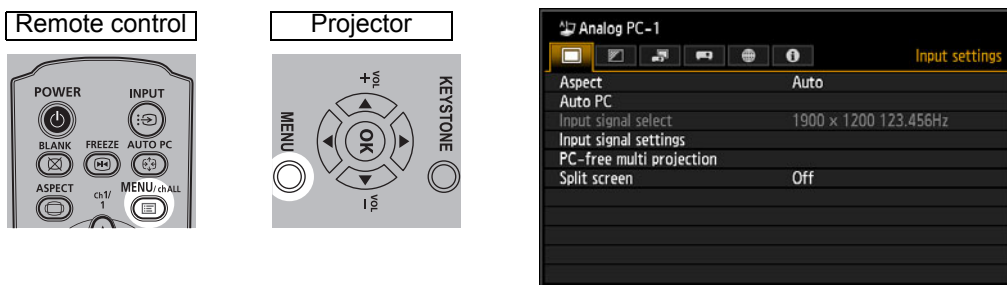 Remote control
POWER
INPUT
BLANK
FREEZE
AUTO PC
ASPECT
Ch1/
1
MENU/chALL
Projector
VOL
+
KEYSTONE
MENU
OK
−
VOL
Analog PC-1
Input settings
Aspect Auto
Auto PC
Input signal select 1900 × 1200 123.456Hz
Input signal settings
PC-free multi projection
Split screen Off